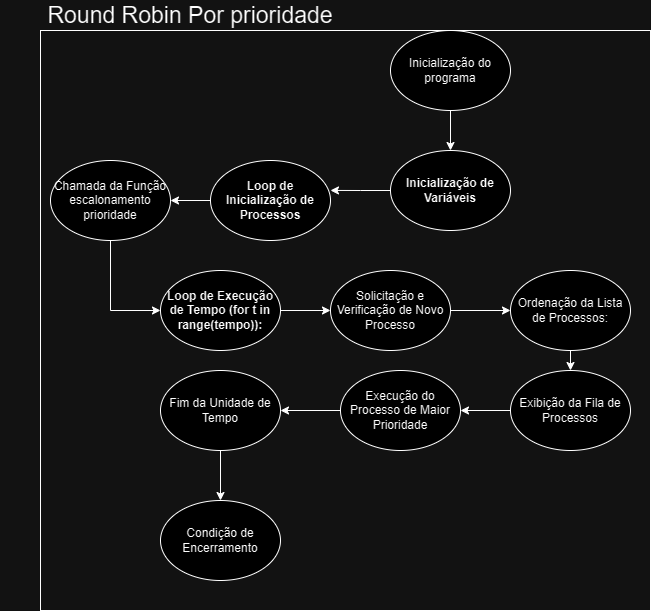 Round Robin Por prioridade
Inicialização do
programa
Inicialização de
Variáveis
Loop de
Inicialização de
Processos
Chamada da Função
escalonamento
prioridade
Loop de Execução
de Tempo (for t in
range(tempo)):
Solicitação e
Verificação de Novo
Processo
Ordenação da Lista
de Processos:
Exibição da Fila de
Processos
Execução do
Processo de Maior
Prioridade
Fim da Unidade de
Tempo
Condição de
Encerramento